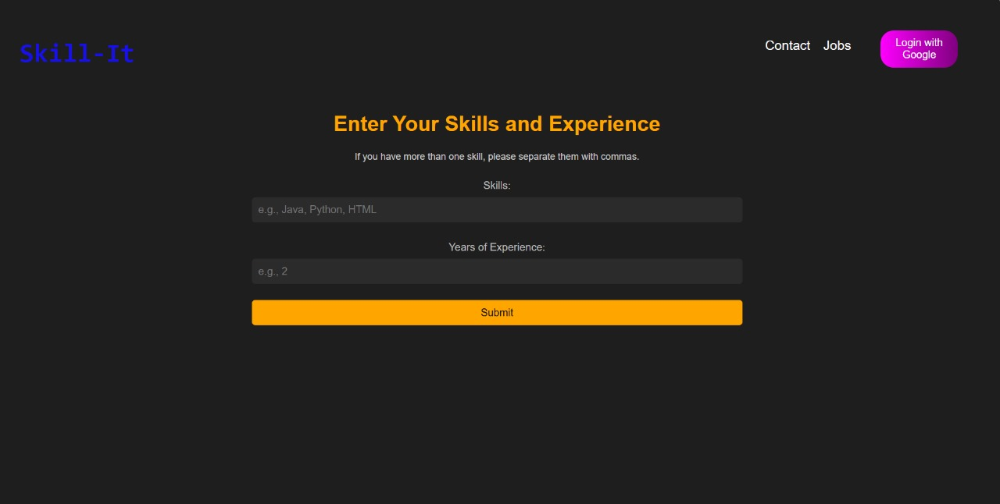 Skill-It
Contact
Jobs
Login with
Google
Enter Your Skills and Experience
If you have more than one skill, please separate them with commas.
Skills:
e.g., Java, Python, HTML
Years of Experience:
e.g., 2
Submit